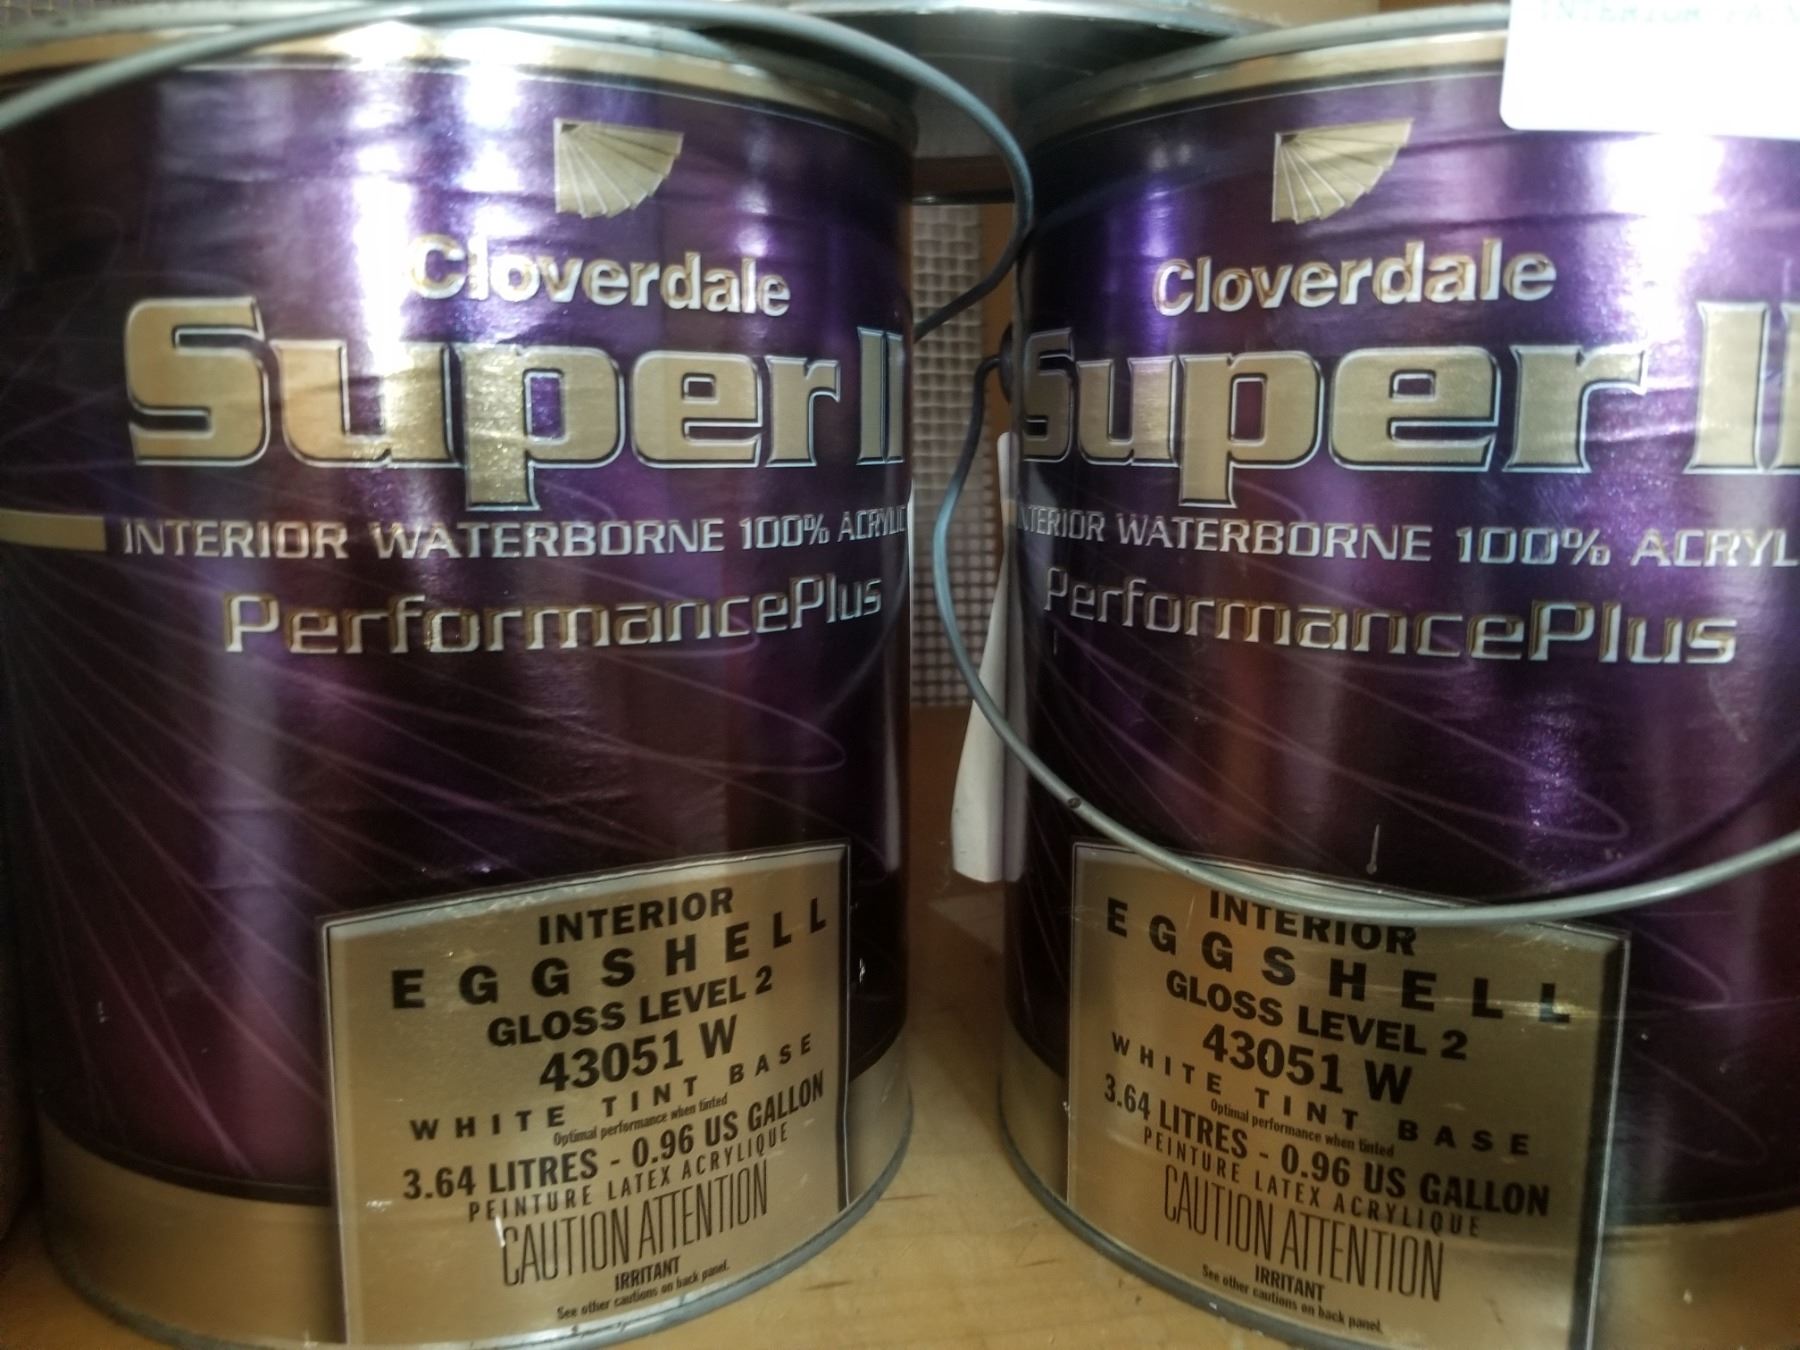 Cloverdale
Super II
INTERIOR WATERBORNE 100% ACRYLIC
PerformancePlus
INTERIOR
EGGSHELL
GLOSS LEVEL 2
43051 W
WHITE TINT BASE
Optimal performance when tinted
3.64 LITRES - 0.96 US GALLON
PEINTURE LATEX ACRYLIQUE
CAUTION ATTENTION
IRRITANT
See other cautions on back panel.
INTERIOR
Cloverdale
Super II
INTERIOR WATERBORNE 100% ACRYL
PerformancePlus
INTERIOR
EGGSHELL
GLOSS LEVEL 2
43051 W
WHITE TINT BASE
Optimal performance when tinted
3.64 LITRES - 0.96 US GALLON
PEINTURE LATEX ACRYLIQUE
CAUTION ATTENTION
IRRITANT
See other cautions on back panel.